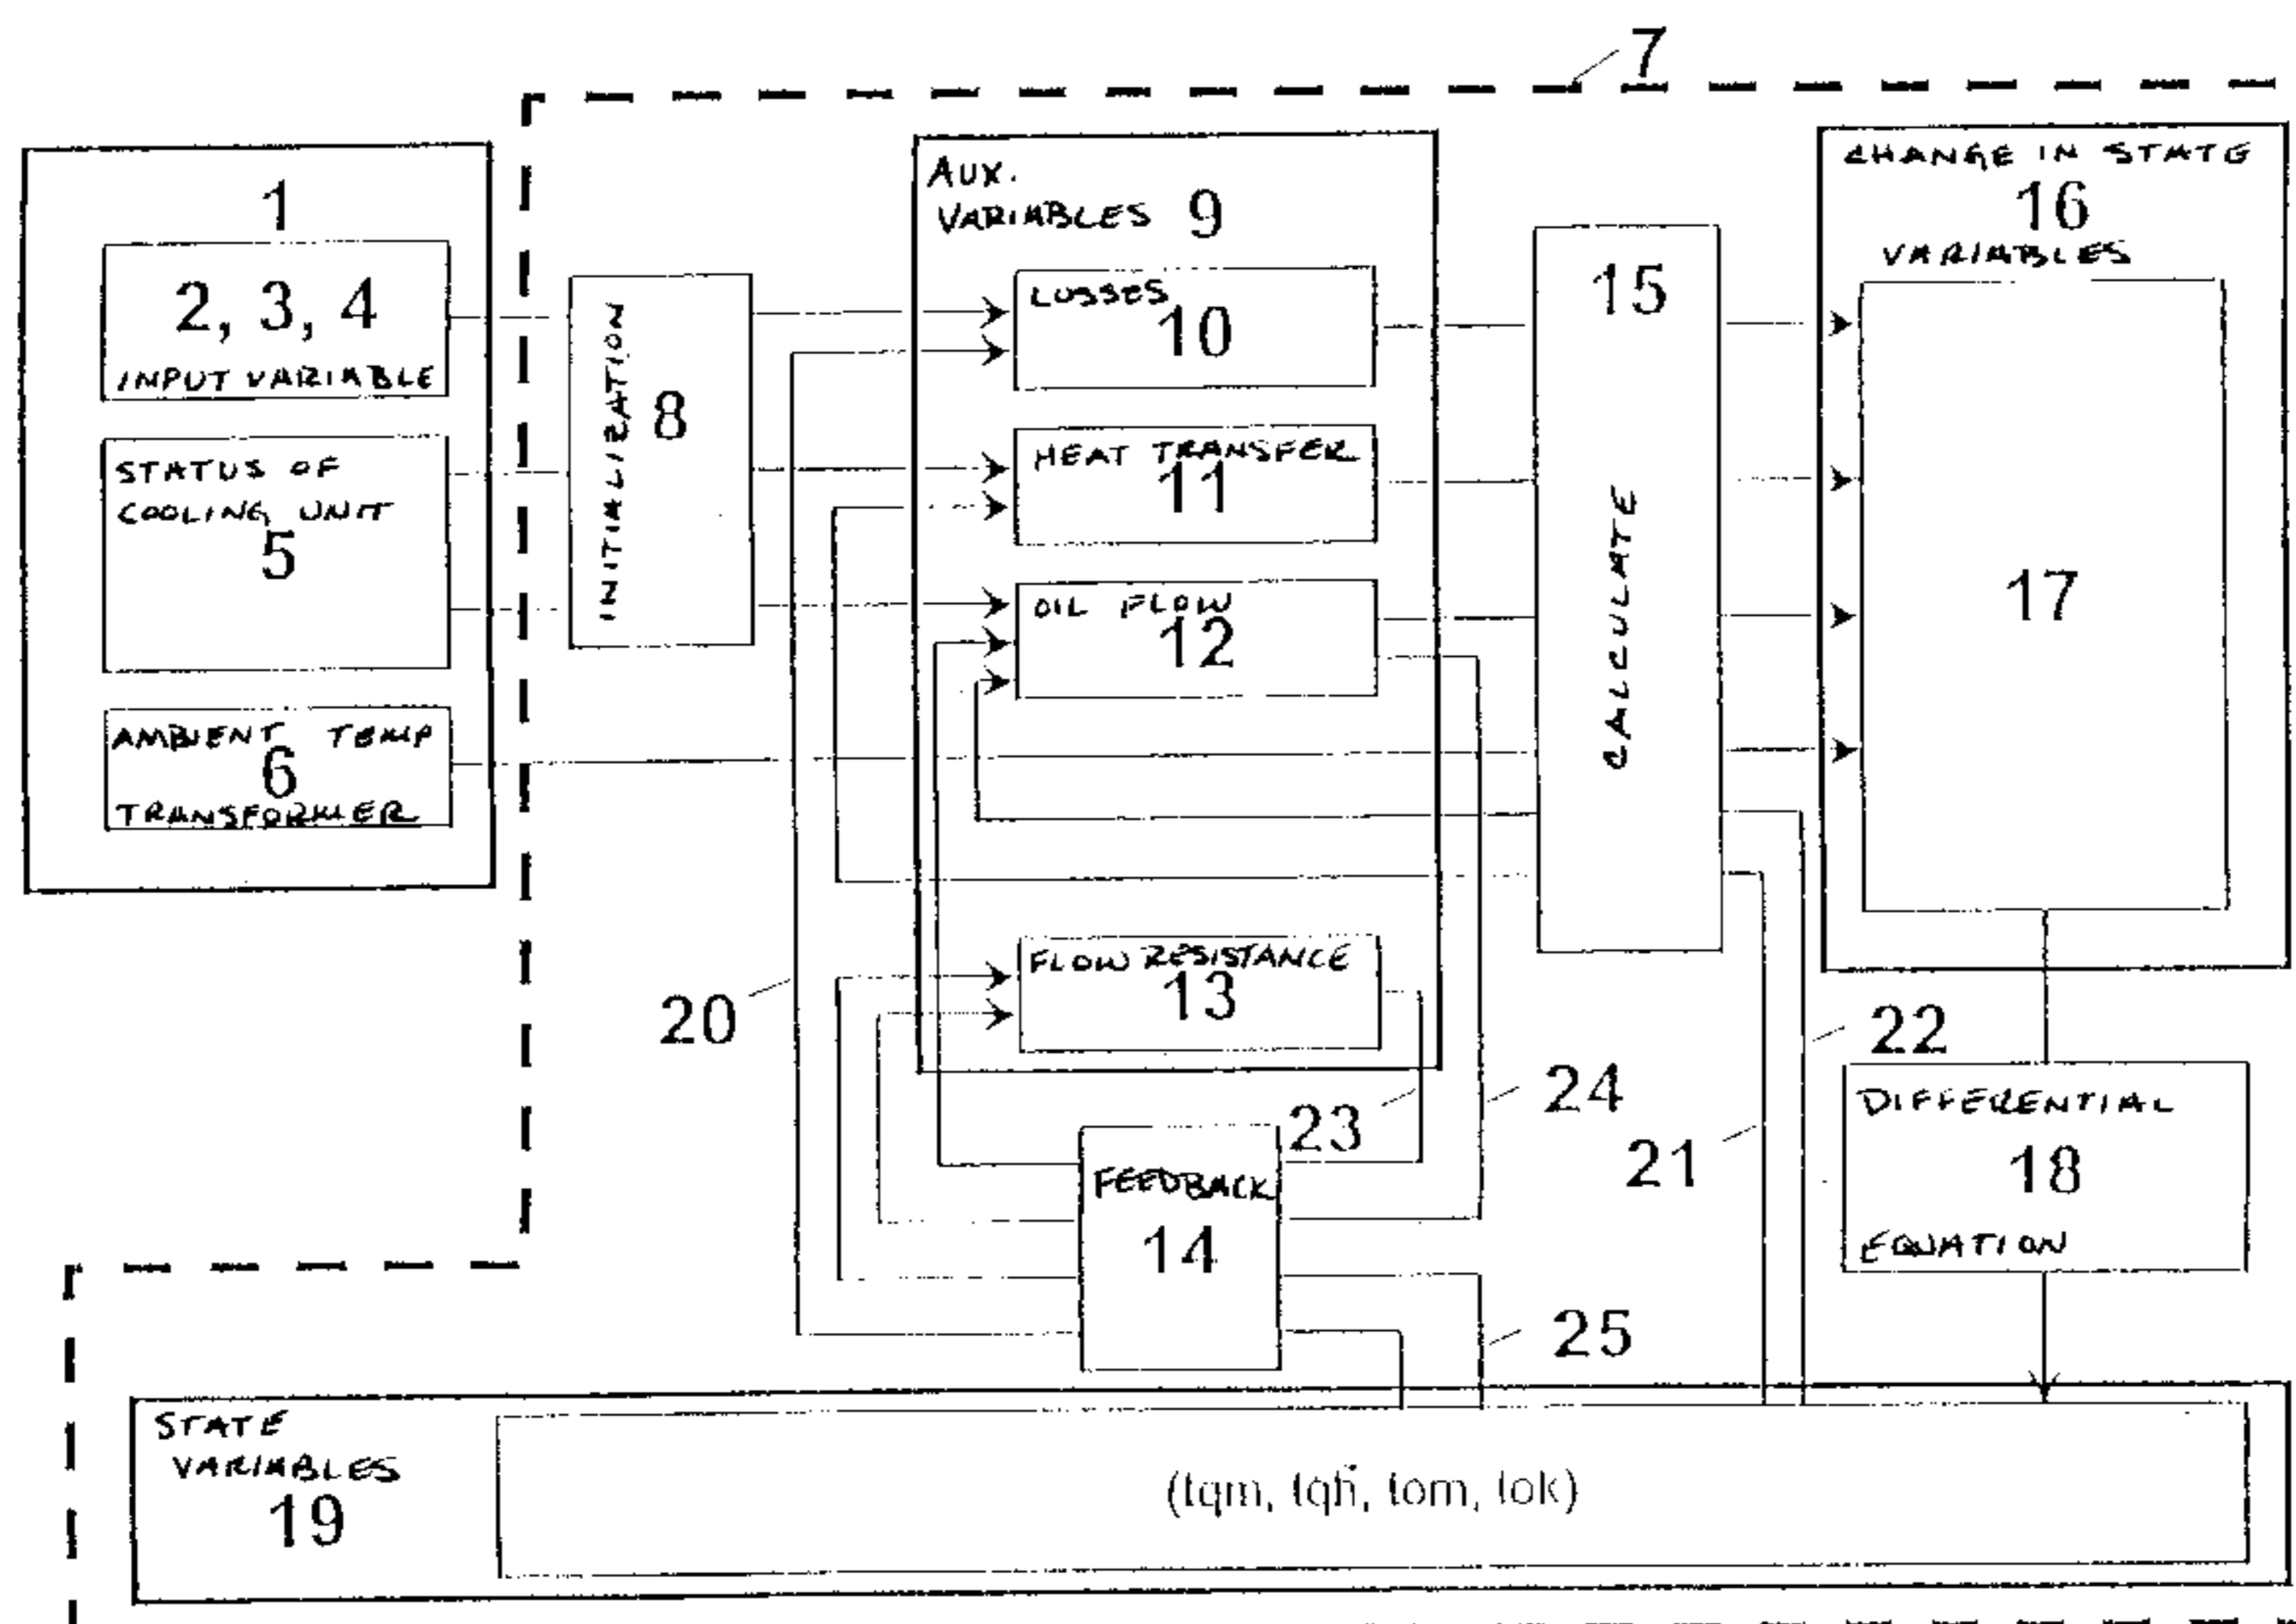 7
1
2, 3, 4
INPUT VARIABLE
STATUS OF
COOLING UNIT
5
AMBIENT TEMP
6
TRANSFORMER
INITIALIZATION
8
AUX.
VARIABLES 9
LOSSES
10
HEAT TRANSFER
11
OIL FLOW
12
FLOW RESISTANCE
13
15
CALCULATE
CHANGE IN STATE
16
VARIABLES
17
20
23
24
21
22
FEEDBACK
14
25
DIFFERENTIAL
18
EQUATION
STATE
VARIABLES
19
(tqm, tqh, tom, tok)